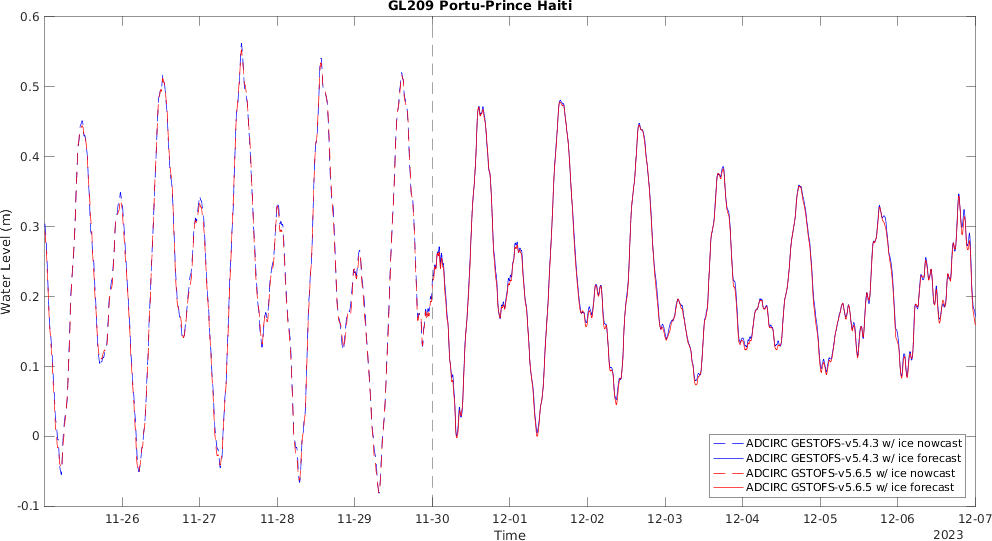 GL209 Portu-Prince Haiti
0.6
0.5
0.4
0.3
0.2
0.1
0
-0.1
Water Level (m)
ADCIRC GESTOFS-v5.4.3 w/ ice nowcast
ADCIRC GESTOFS-v5.4.3 w/ ice forecast
ADCIRC GSTOFS-v5.6.5 w/ ice nowcast
ADCIRC GSTOFS-v5.6.5 w/ ice forecast
11-26 11-27 11-28 11-29 11-30 12-01 12-02 12-03 12-04 12-05 12-06 12-07
Time
2023